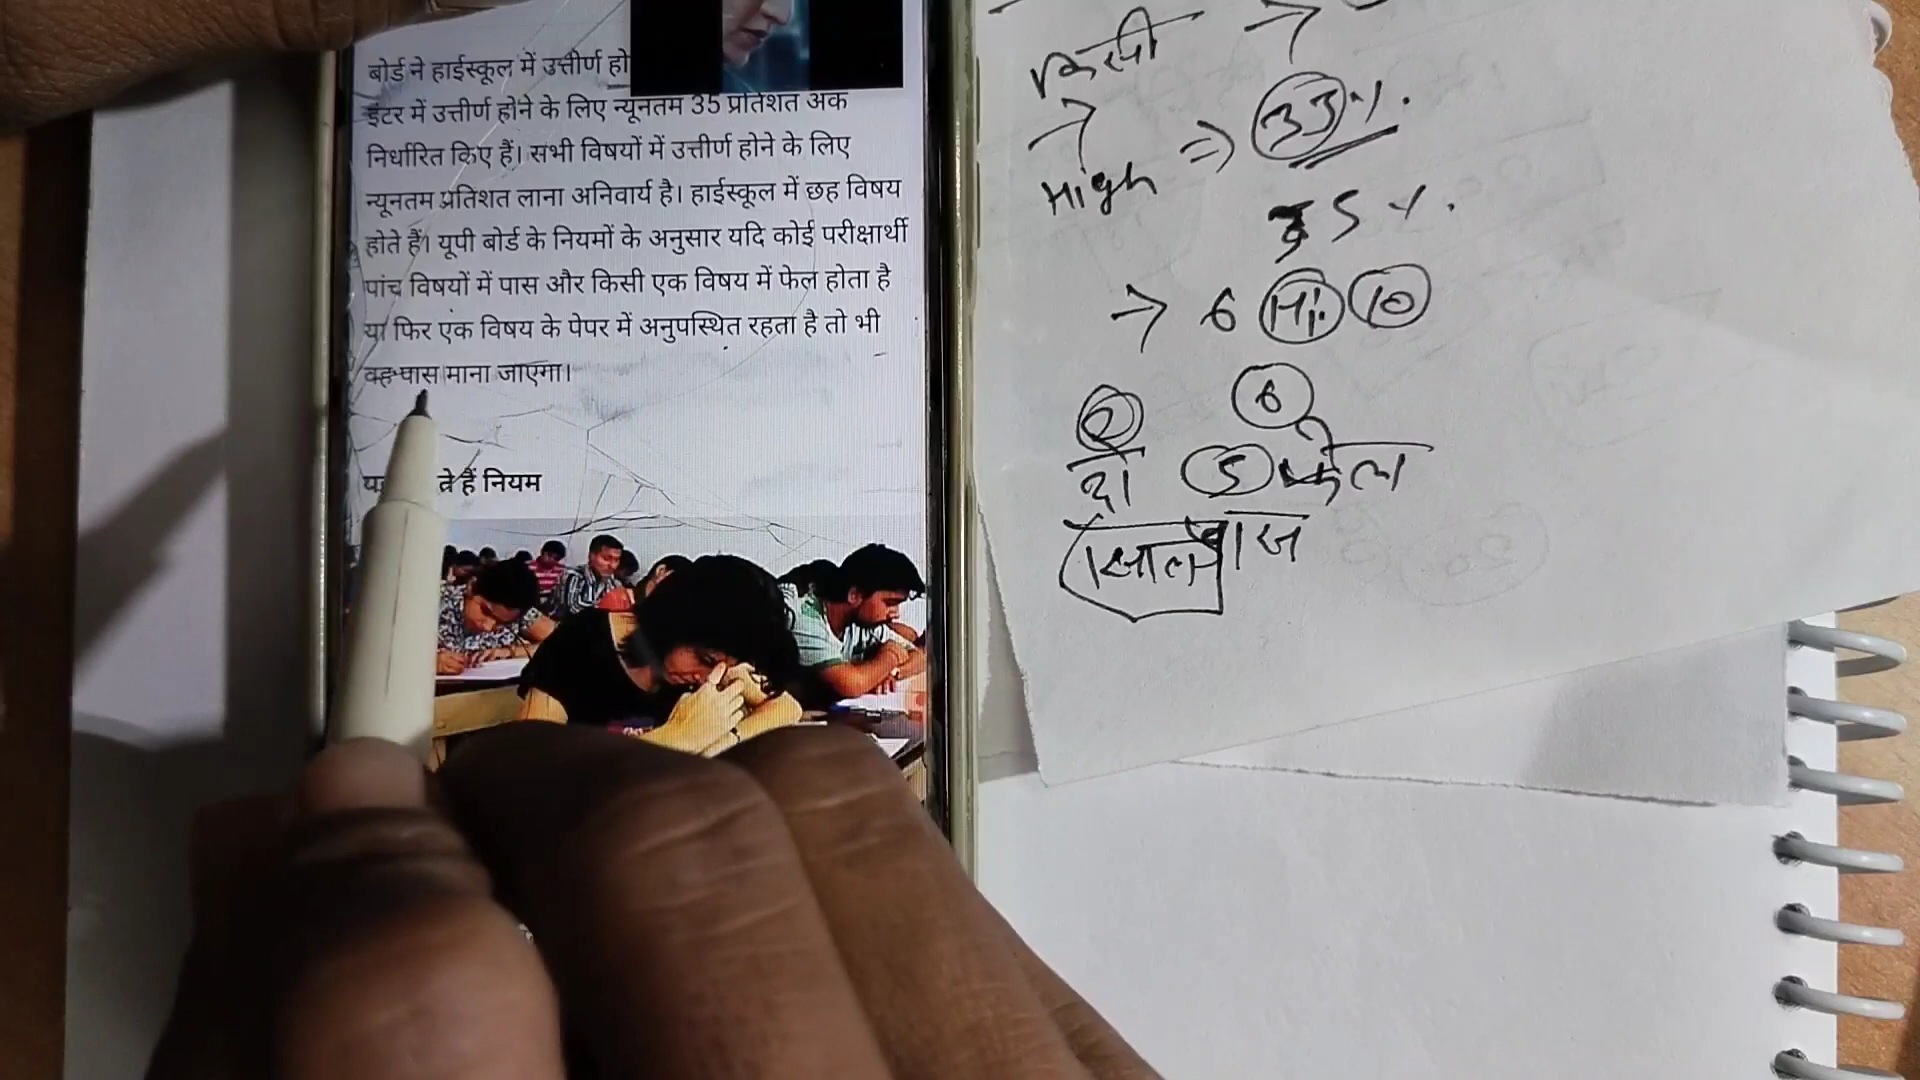 बोर्ड ने हाईस्कूल में उत्तीर्ण हो
इंटर में उत्तीर्ण होने के लिए न्यूनतम 35 प्रतिशत अंक
निर्धारित किए हैं। सभी विषयों में उत्तीर्ण होने के लिए
न्यूनतम प्रतिशत लाना अनिवार्य है। हाईस्कूल में छह विषय
होते हैं। यूपी बोर्ड के नियमों के अनुसार यदि कोई परीक्षार्थी
पांच विषयों में पास और किसी एक विषय में फेल होता है
या फिर एक विषय के पेपर में अनुपस्थित रहता है तो भी
वह पास माना जाएगा।
हैं नियम
किसी →
→
High ⇒ 33%.
35%.
→ 6 Hi. 10
2 6
दो 5 फेल